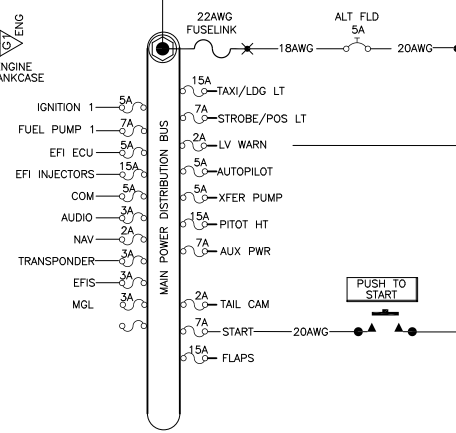 G1
ENG
ENGINE
ANKCASE
22AWG
FUSELINK
18AWG
ALT FLD
5A
20AWG
MAIN POWER DISTRIBUTION BUS
5A
IGNITION 1
7A
FUEL PUMP 1
5A
EFI ECU
15A
EFI INJECTORS
5A
COM
3A
AUDIO
2A
NAV
3A
TRANSPONDER
3A
EFIS
3A
MGL
15A
TAXI/LDG LT
7A
STROBE/POS LT
2A
LV WARN
5A
AUTOPILOT
5A
XFER PUMP
15A
PITOT HT
7A
AUX PWR
2A
TAIL CAM
7A
START
20AWG
15A
FLAPS
PUSH TO
START